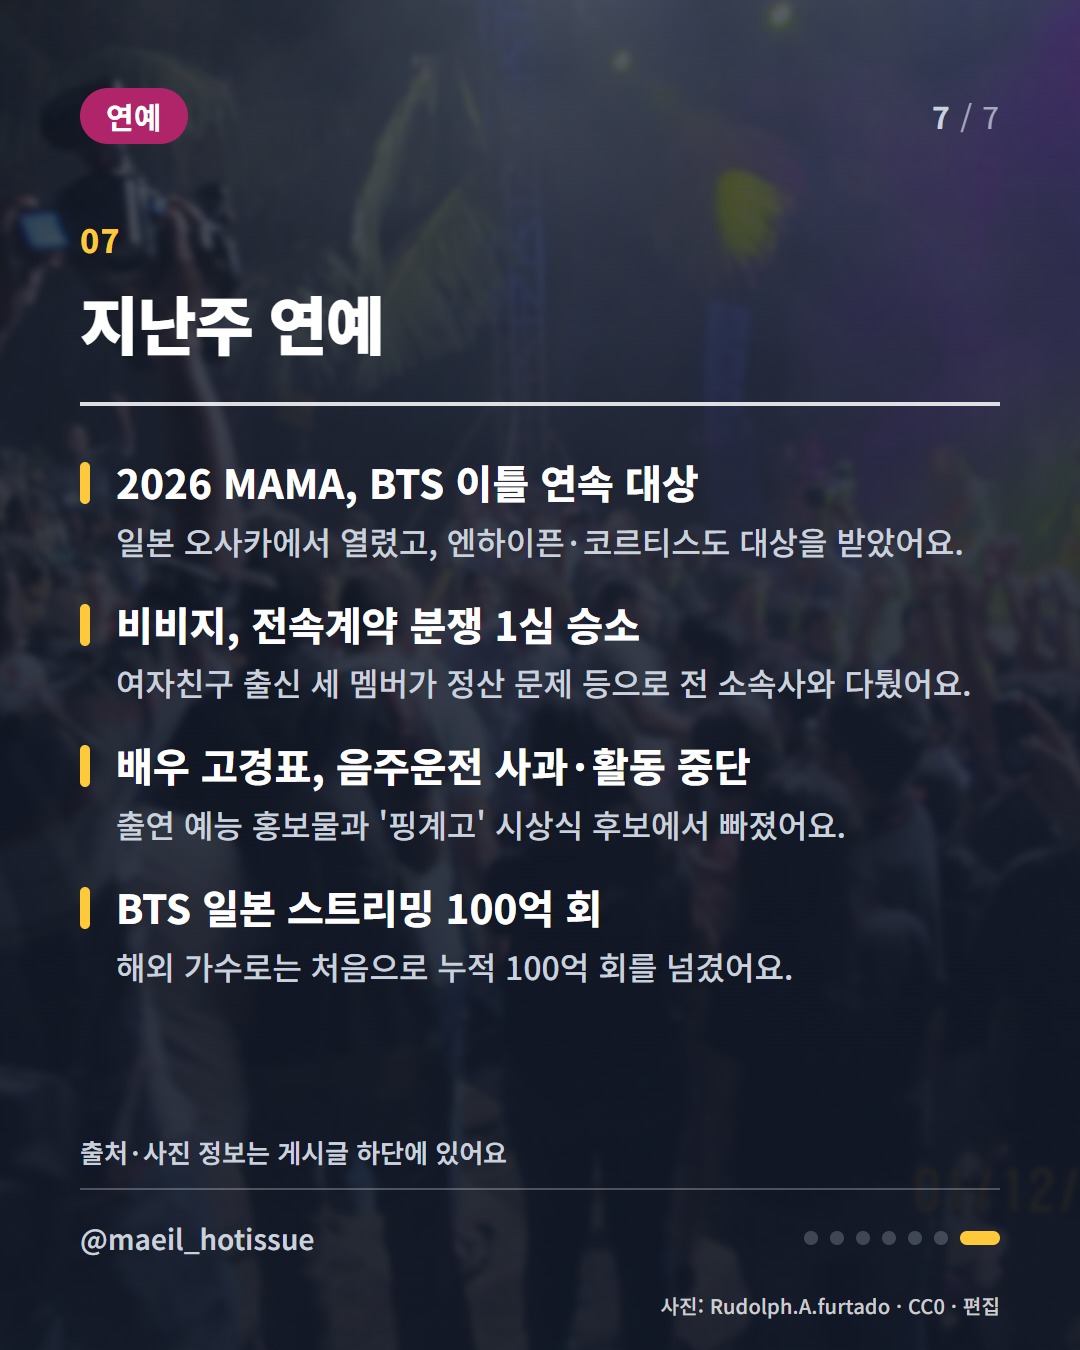 연예
7 / 7
07
지난주 연예
2026 MAMA, BTS 이틀 연속 대상
일본 오사카에서 열렸고, 엔하이픈·코르티스도 대상을 받았어요.
비비지, 전속계약 분쟁 1심 승소
여자친구 출신 세 멤버가 정산 문제 등으로 전 소속사와 다퉜어요.
배우 고경표, 음주운전 사과·활동 중단
출연 예능 홍보물과 '핑계고' 시상식 후보에서 빠졌어요.
BTS 일본 스트리밍 100억 회
해외 가수로는 처음으로 누적 100억 회를 넘겼어요.
출처·사진 정보는 게시글 하단에 있어요
@maeil_hotissue
사진: Rudolph.A.furtado · CC0 · 편집